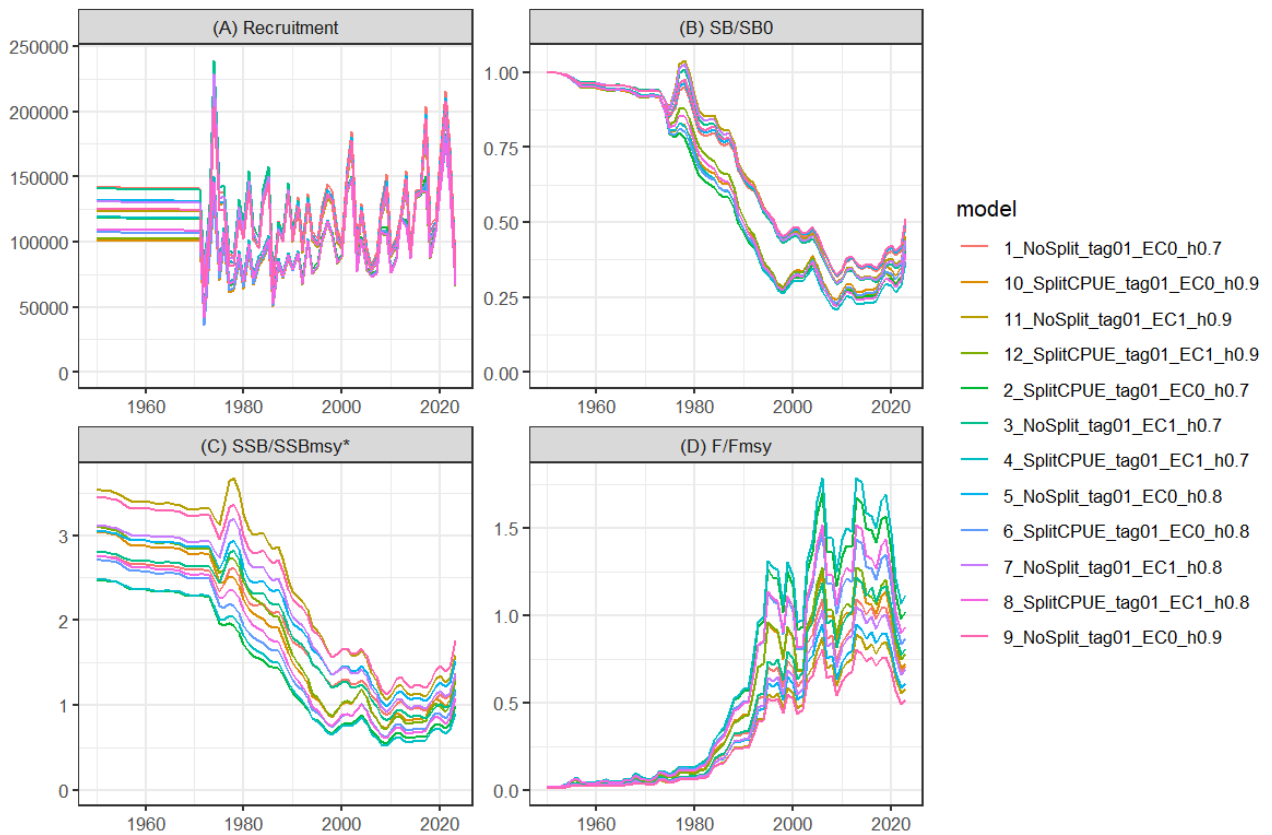 (A) Recruitment
250000
200000
150000
100000
50000
0
1960 1980 2000 2020
(B) SB/SB0
1.00
0.75
0.50
0.25
0.00
1960 1980 2000 2020
(C) SSB/SSBmsy*
3
2
1
0
1960 1980 2000 2020
(D) F/Fmsy
1.5
1.0
0.5
0.0
1960 1980 2000 2020
model
1_NoSplit_tag01_EC0_h0.7
10_SplitCPUE_tag01_EC0_h0.9
11_NoSplit_tag01_EC1_h0.9
12_SplitCPUE_tag01_EC1_h0.9
2_SplitCPUE_tag01_EC0_h0.7
3_NoSplit_tag01_EC1_h0.7
4_SplitCPUE_tag01_EC1_h0.7
5_NoSplit_tag01_EC0_h0.8
6_SplitCPUE_tag01_EC0_h0.8
7_NoSplit_tag01_EC1_h0.8
8_SplitCPUE_tag01_EC1_h0.8
9_NoSplit_tag01_EC0_h0.9